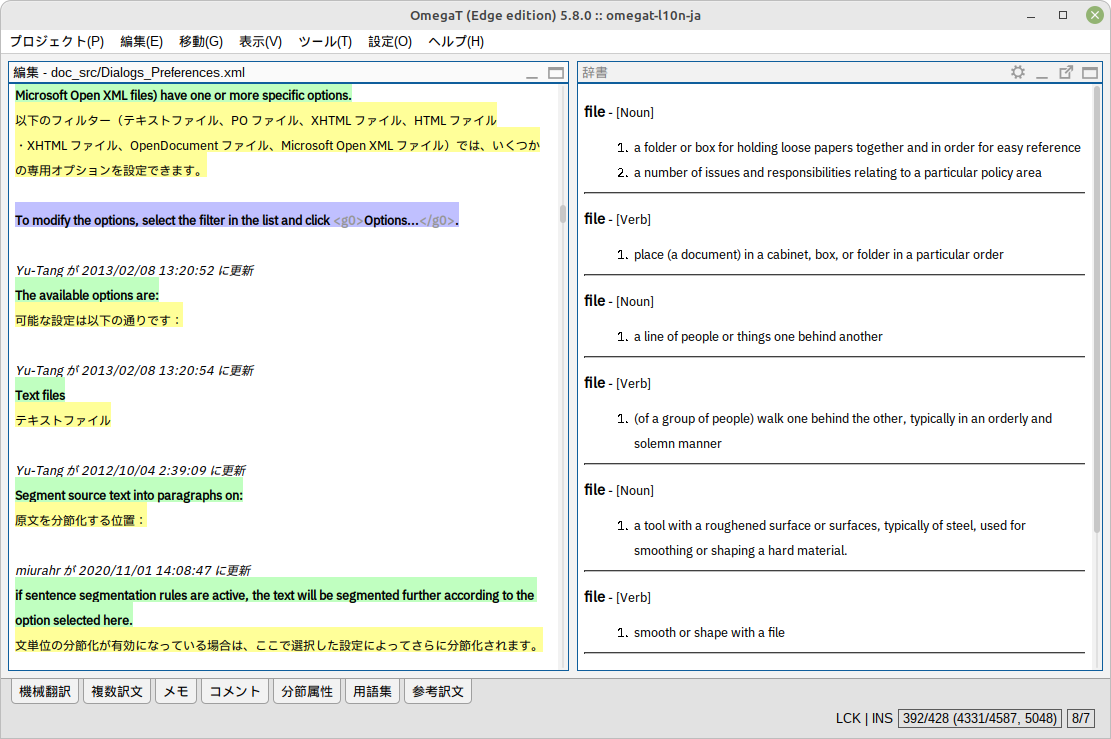 OmegaT (Edge edition) 5.8.0 :: omegat-l10n-ja
プロジェクト(P) 編集(E) 移動(G) 表示(V) ツール(T) 設定(O) ヘルプ(H)
編集 - doc_src/Dialogs_Preferences.xml
Microsoft Open XML files) have one or more specific options.
以下のフィルター（テキストファイル、PO ファイル、XHTML ファイル、HTML ファイル
・XHTML ファイル、OpenDocument ファイル、Microsoft Open XML ファイル）では、いくつか
の専用オプションを設定できます。
To modify the options, select the filter in the list and click <g0>Options...</g0>.
Yu-Tang が 2013/02/08 13:20:52 に更新
The available options are:
可能な設定は以下の通りです：
Yu-Tang が 2013/02/08 13:20:54 に更新
Text files
テキストファイル
Yu-Tang が 2012/10/04 2:39:09 に更新
Segment source text into paragraphs on:
原文を分節化する位置：
miurahr が 2020/11/01 14:08:47 に更新
if sentence segmentation rules are active, the text will be segmented further according to the
option selected here.
文単位の分節化が有効になっている場合は、ここで選択した設定によってさらに分節化されます。
辞書
file - [Noun]
1. a folder or box for holding loose papers together and in order for easy reference
2. a number of issues and responsibilities relating to a particular policy area
file - [Verb]
1. place (a document) in a cabinet, box, or folder in a particular order
file - [Noun]
1. a line of people or things one behind another
file - [Verb]
1. (of a group of people) walk one behind the other, typically in an orderly and
solemn manner
file - [Noun]
1. a tool with a roughened surface or surfaces, typically of steel, used for
smoothing or shaping a hard material.
file - [Verb]
1. smooth or shape with a file
機械翻訳 複数訳文 メモ コメント 分節属性 用語集 参考訳文
LCK | INS 392/428 (4331/4587, 5048) 8/7